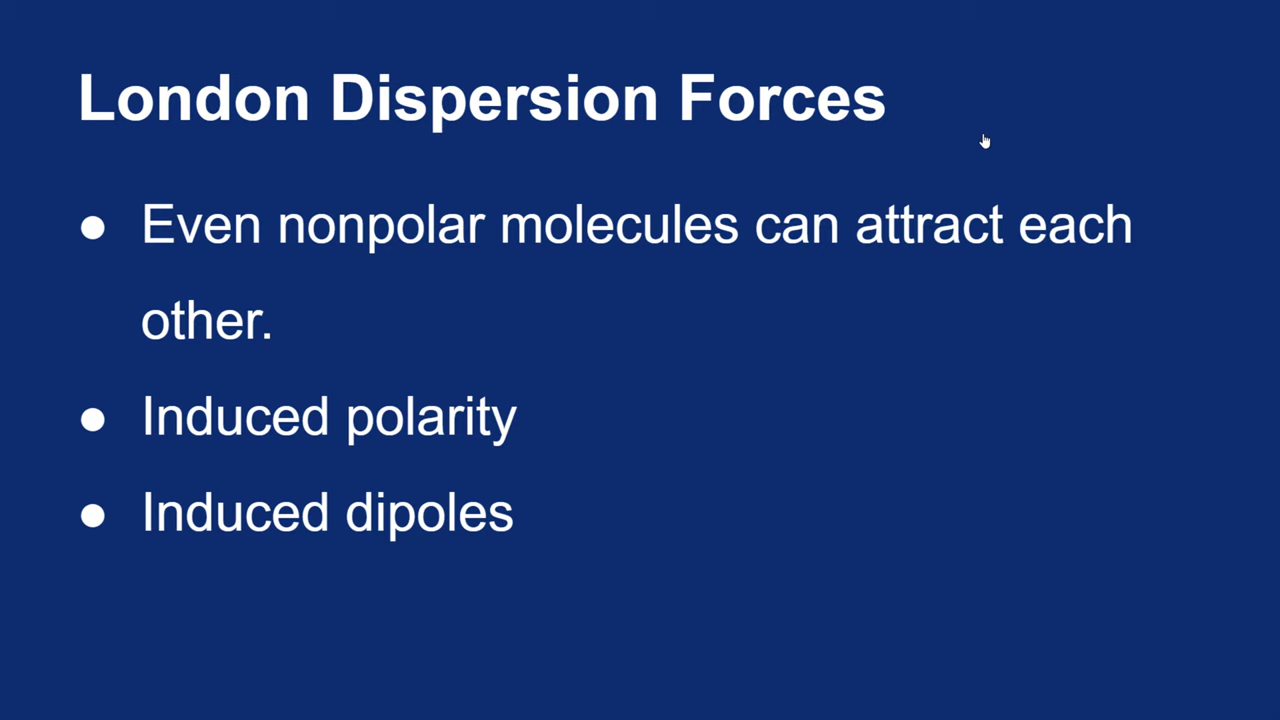 London Dispersion Forces
● Even nonpolar molecules can attract each
other.
● Induced polarity
● Induced dipoles